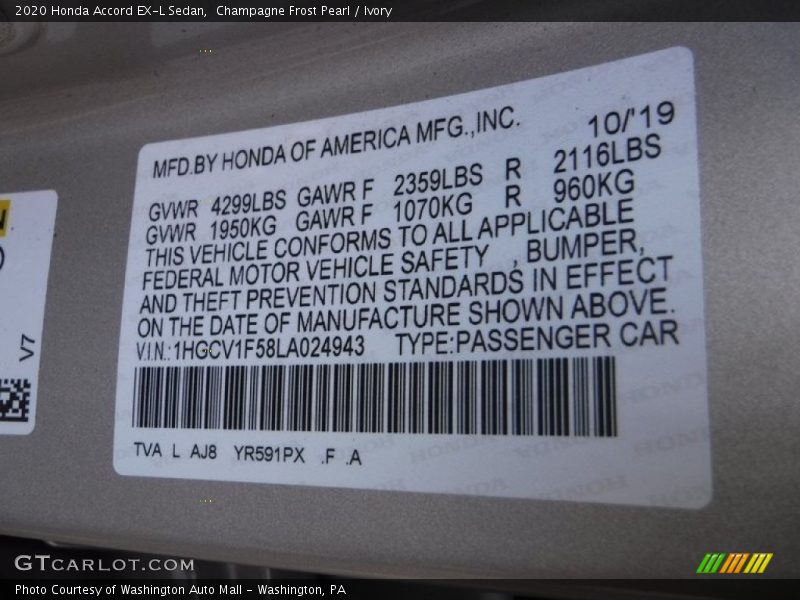 2020 Honda Accord EX-L Sedan, Champagne Frost Pearl / Ivory
MFD.BY HONDA OF AMERICA MFG.,INC. 10/'19
GVWR 4299LBS GAWR F 2359LBS R 2116LBS
GVWR 1950KG GAWR F 1070KG R 960KG
THIS VEHICLE CONFORMS TO ALL APPLICABLE
FEDERAL MOTOR VEHICLE SAFETY , BUMPER,
AND THEFT PREVENTION STANDARDS IN EFFECT
ON THE DATE OF MANUFACTURE SHOWN ABOVE.
V.I.N.:1HGCV1F58LA024943 TYPE:PASSENGER CAR
TVA L AJ8 YR591PX .F .A
V7
GTCARLOT.COM
Photo Courtesy of Washington Auto Mall - Washington, PA